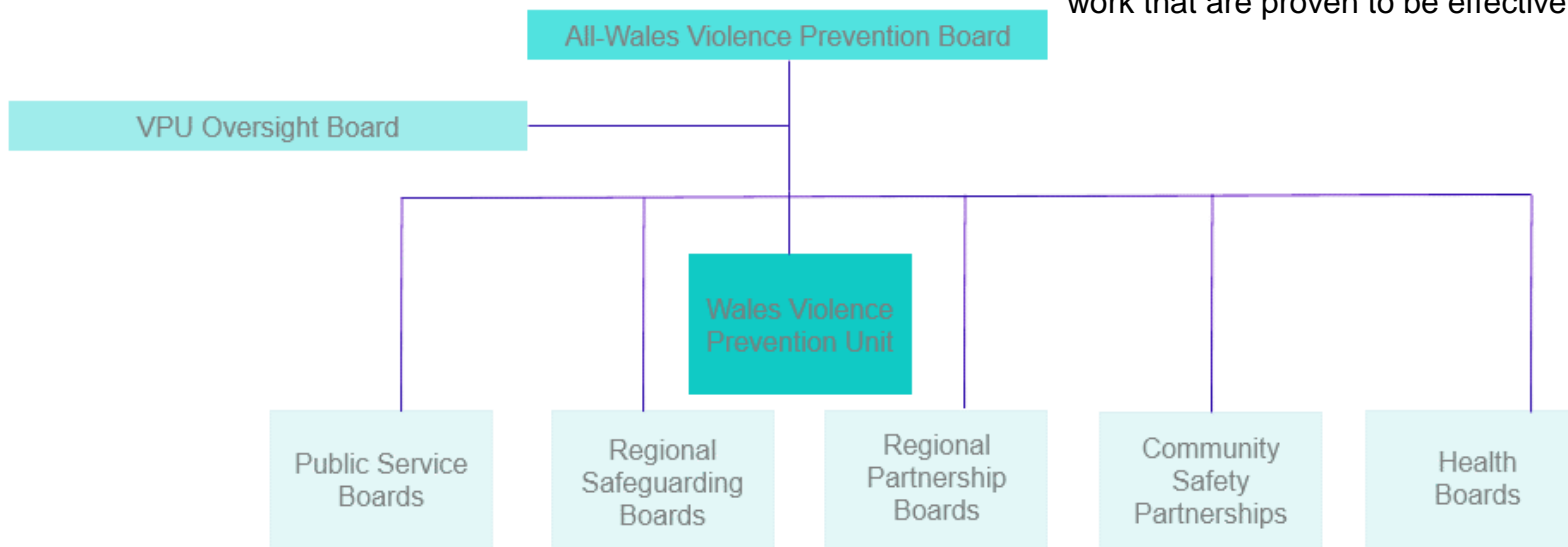 work that are proven to be effective
All-Wales Violence Prevention Board
VPU Oversight Board
Wales Violence
Prevention Unit
Public Service
Boards
Regional
Safeguarding
Boards
Regional
Partnership
Boards
Community
Safety
Partnerships
Health
Boards